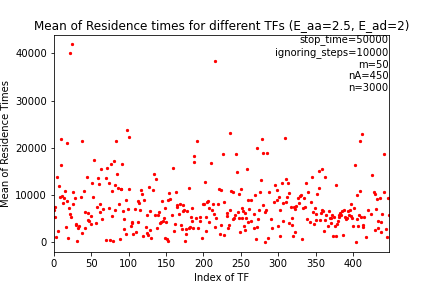 Mean of Residence times for different TFs (E_aa=2.5, E_ad=2)
stop_time=50000
ignoring_steps=10000
m=50
nA=450
n=3000
Mean of Residence Times
40000
30000
20000
10000
0
0 50 100 150 200 250 300 350 400
Index of TF